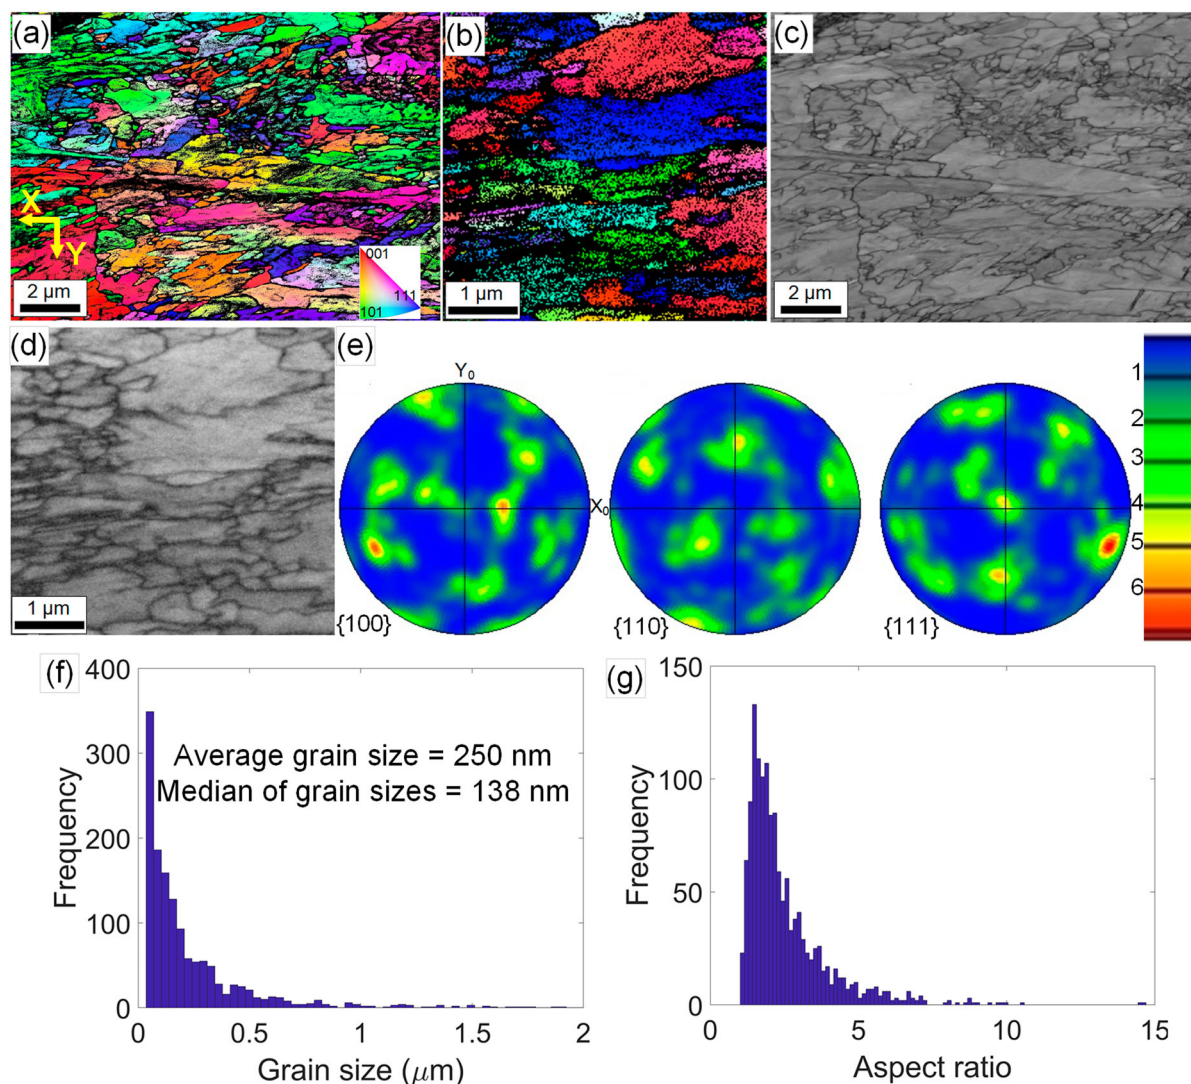 (a)
X
Y
2 μm
001
111
101
(b)
1 μm
(c)
2 μm
(d)
1 μm
(e)
Y0
X0
{100}
{110}
{111}
1
2
3
4
5
6
(f)
400
300
200
100
0
Frequency
Average grain size = 250 nm
Median of grain sizes = 138 nm
0 0.5 1 1.5 2
Grain size (μm)
(g)
150
100
50
0
Frequency
0 5 10 15
Aspect ratio